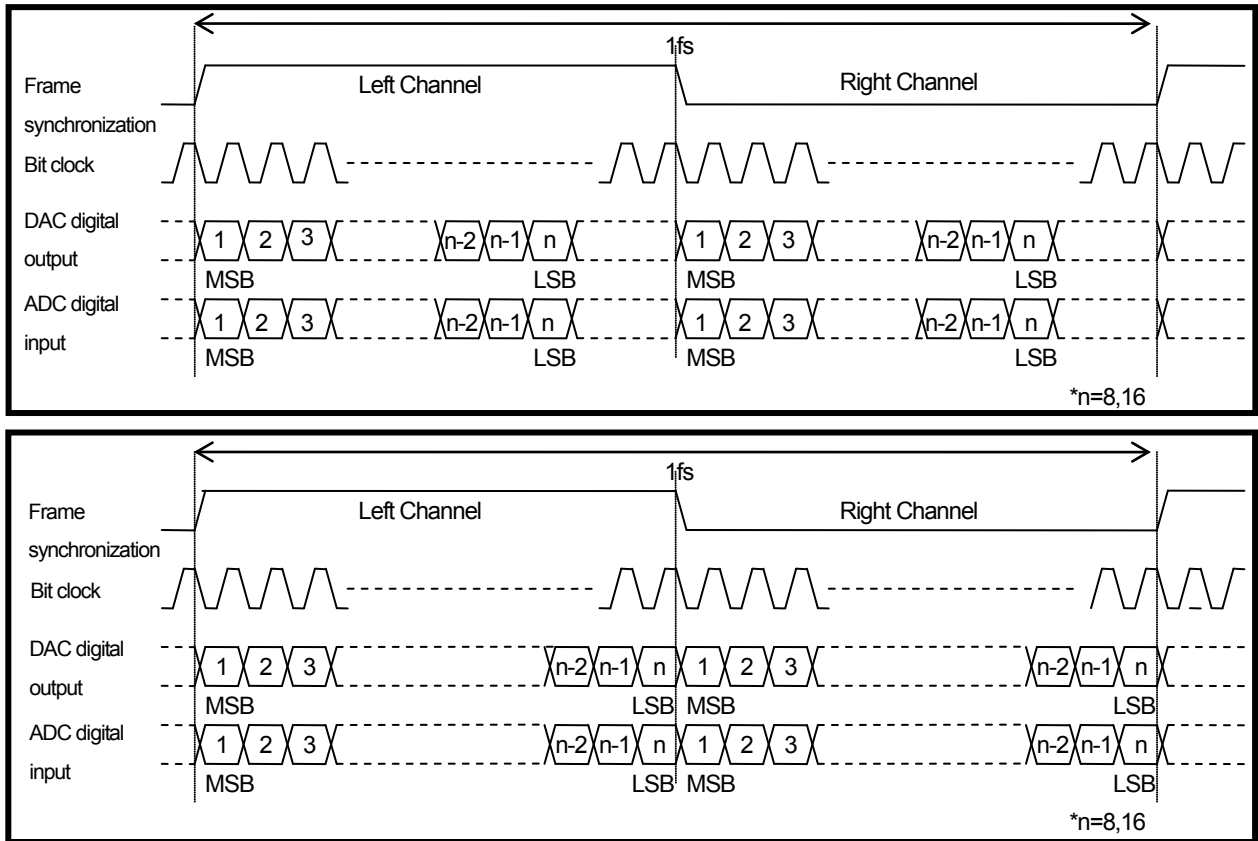 1fs
Frame synchronization
Left Channel
Right Channel
Bit clock
DAC digital output
1 2 3 n-2 n-1 n 1 2 3 n-2 n-1 n
MSB LSB MSB LSB
ADC digital input
1 2 3 n-2 n-1 n 1 2 3 n-2 n-1 n
MSB LSB MSB LSB
*n=8,16
1fs
Frame synchronization
Left Channel
Right Channel
Bit clock
DAC digital output
1 2 3 n-2 n-1 n 1 2 3 n-2 n-1 n
MSB LSB MSB LSB
ADC digital input
1 2 3 n-2 n-1 n 1 2 3 n-2 n-1 n
MSB LSB MSB LSB
*n=8,16